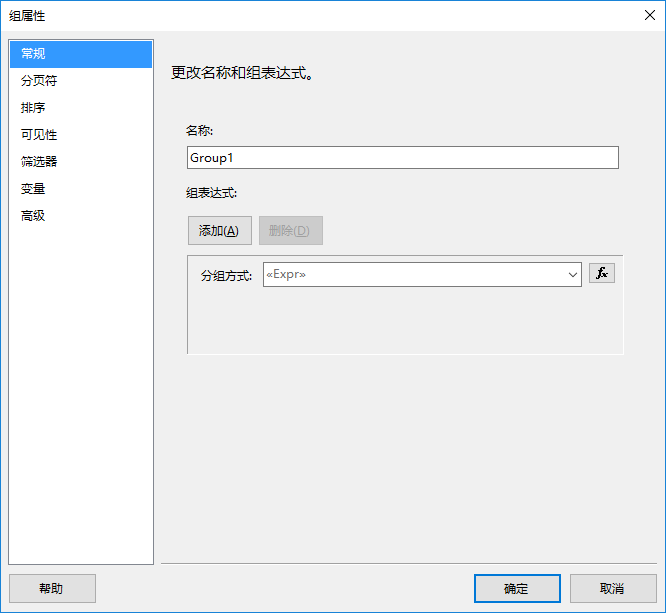 组属性
常规
分页符
排序
可见性
筛选器
变量
高级
更改名称和组表达式。
名称:
Group1
组表达式:
添加(A)
删除(D)
分组方式:
«Expr»
fx
帮助
确定
取消